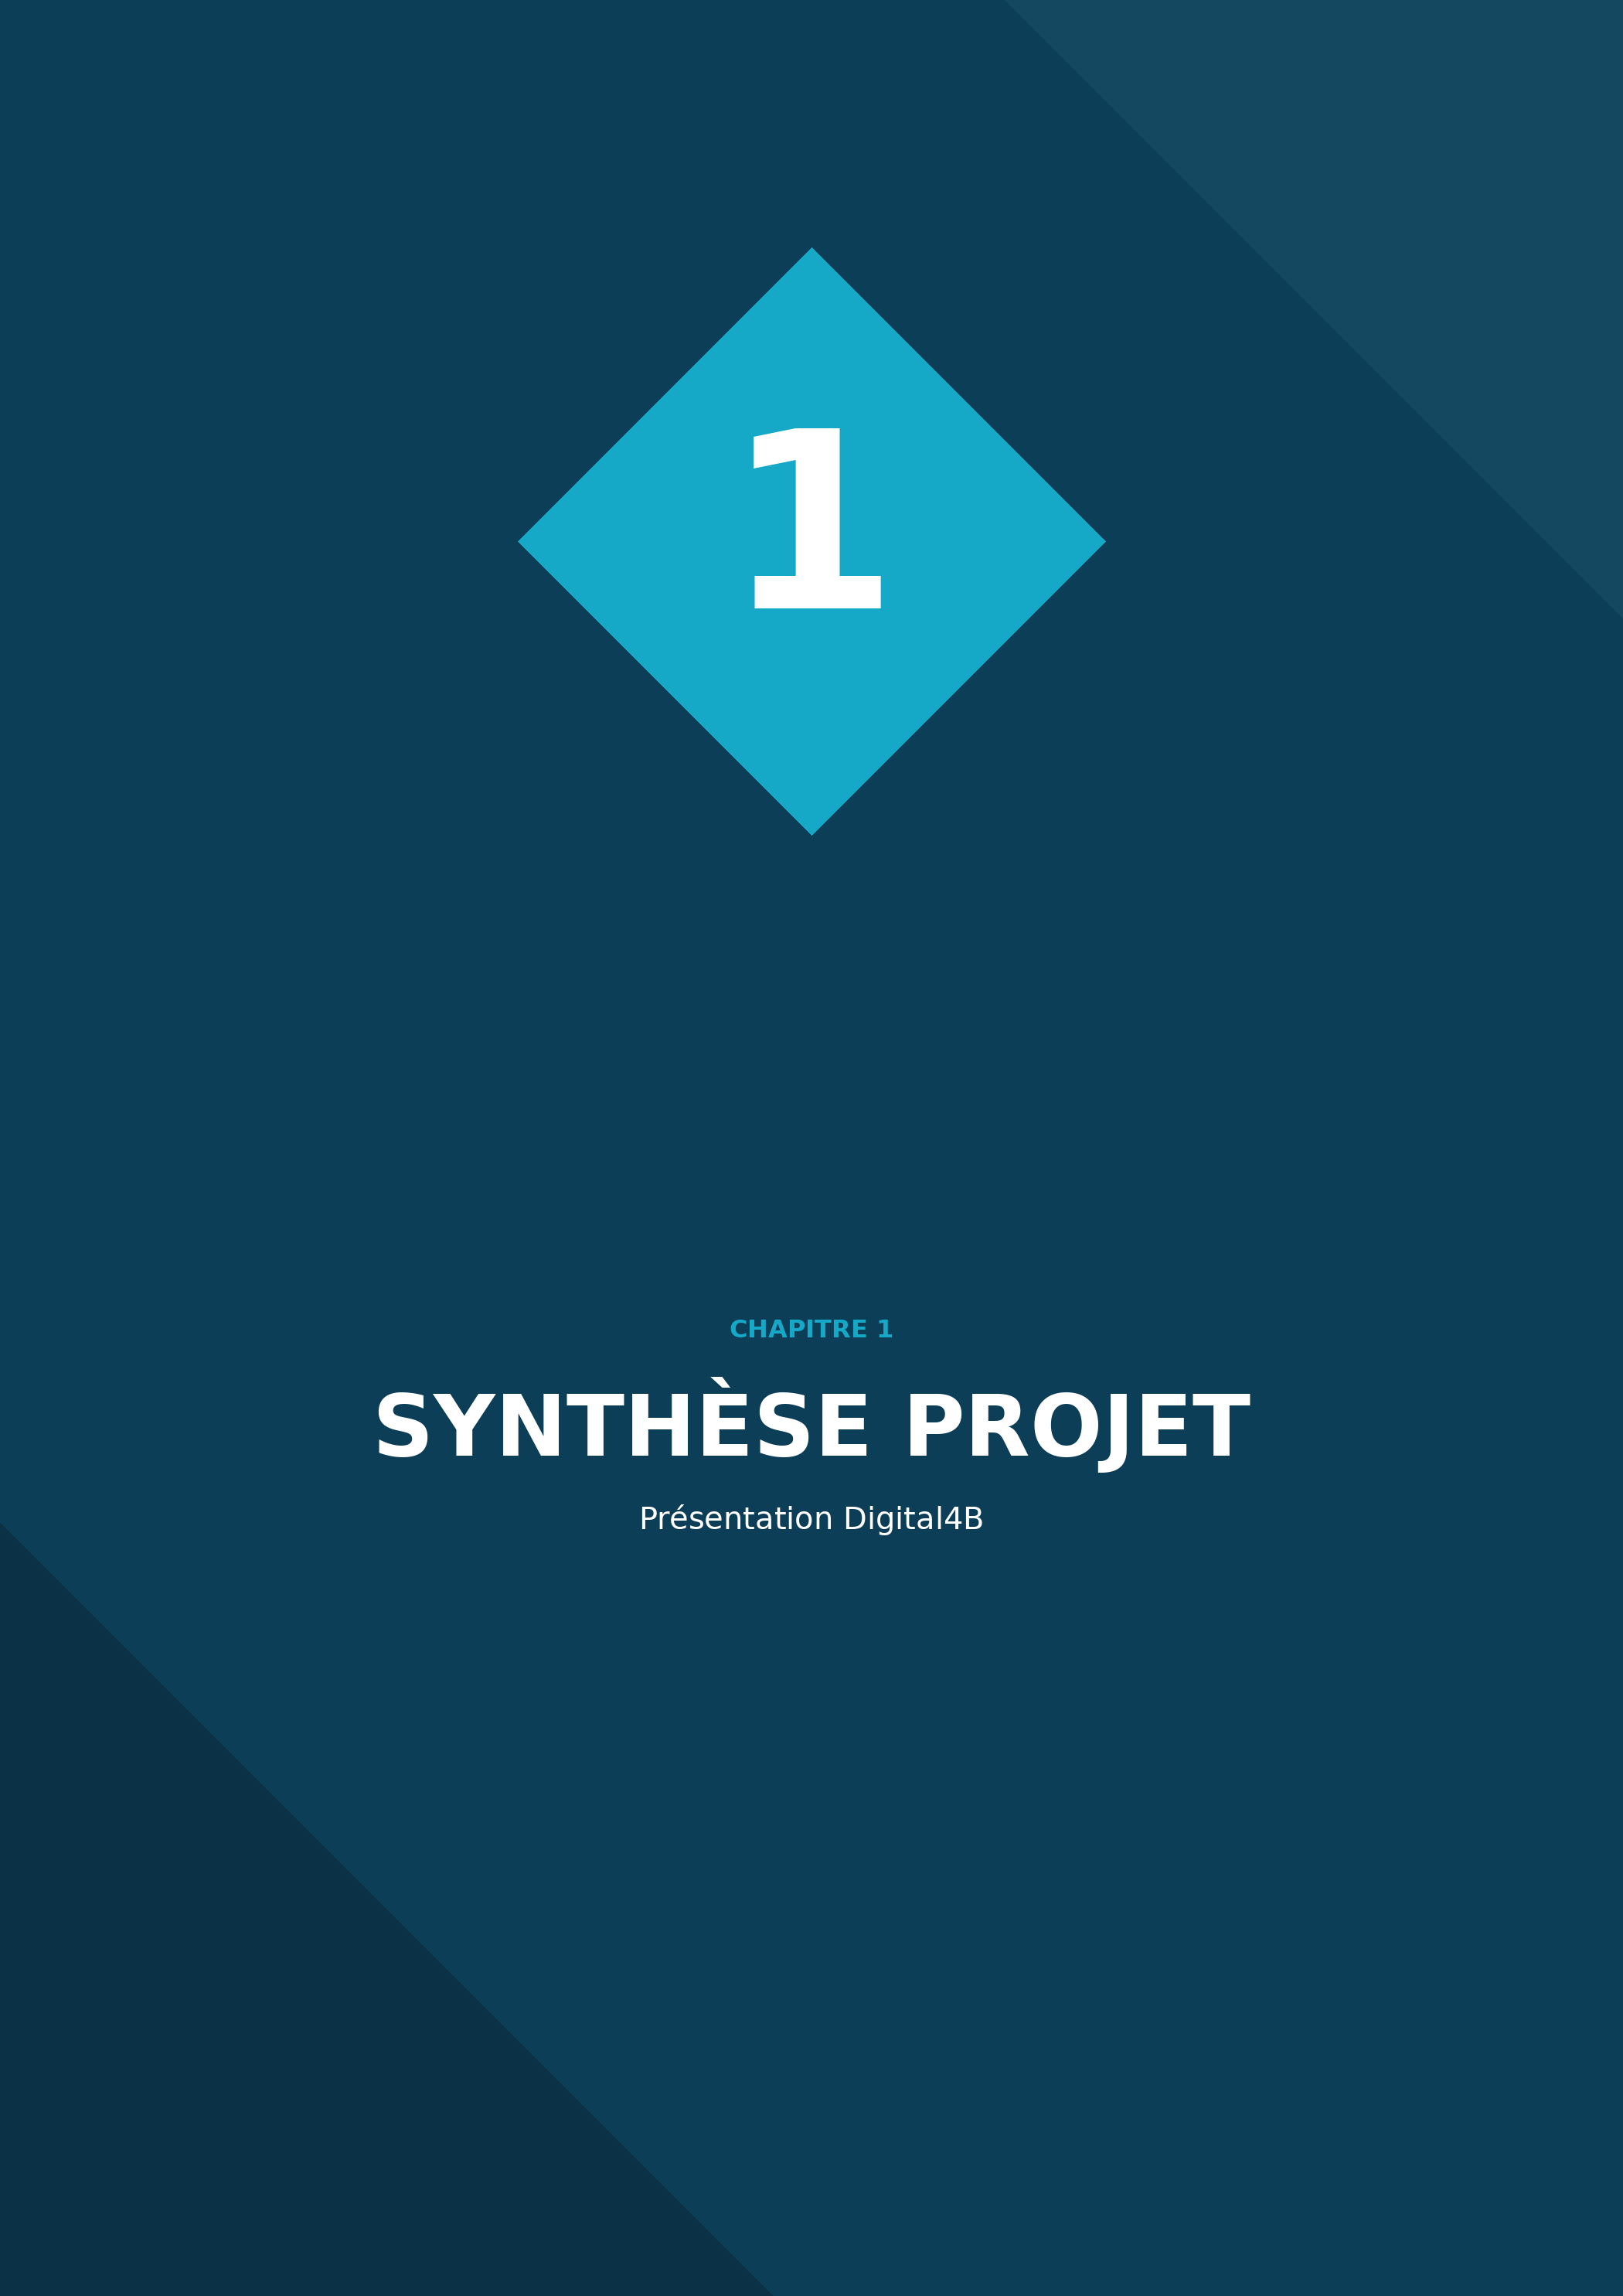 1
CHAPITRE 1
SYNTHÈSE PROJET
Présentation Digital4B